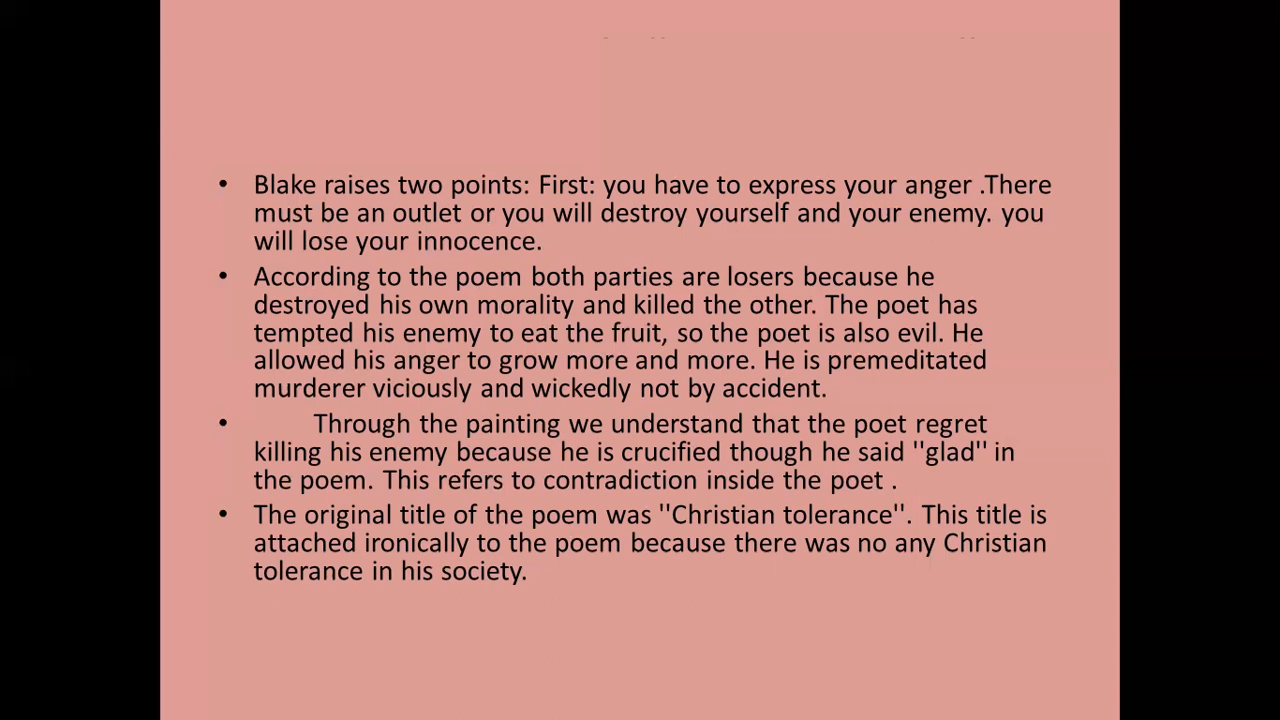 • Blake raises two points: First: you have to express your anger .There
must be an outlet or you will destroy yourself and your enemy. you
will lose your innocence.
• According to the poem both parties are losers because he
destroyed his own morality and killed the other. The poet has
tempted his enemy to eat the fruit, so the poet is also evil. He
allowed his anger to grow more and more. He is premeditated
murderer viciously and wickedly not by accident.
• Through the painting we understand that the poet regret
killing his enemy because he is crucified though he said ''glad'' in
the poem. This refers to contradiction inside the poet .
• The original title of the poem was ''Christian tolerance''. This title is
attached ironically to the poem because there was no any Christian
tolerance in his society.